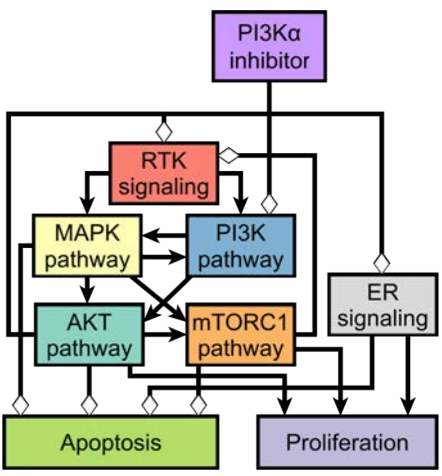 PI3Kα
inhibitor
RTK
signaling
MAPK
pathway
PI3K
pathway
ER
signaling
AKT
pathway
mTORC1
pathway
Apoptosis
Proliferation